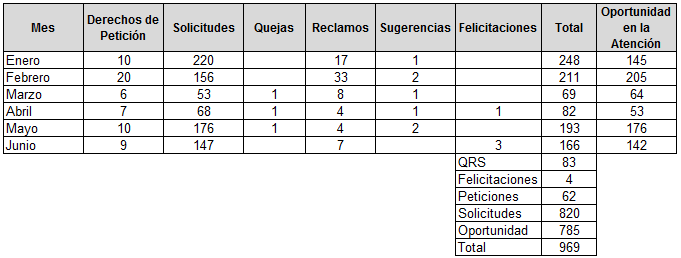 Mes Derechos de Petición Solicitudes Quejas Reclamos Sugerencias Felicitaciones Total Oportunidad en la Atención
Enero 10 220 17 1 248 145
Febrero 20 156 33 2 211 205
Marzo 6 53 1 8 1 69 64
Abril 7 68 1 4 1 1 82 53
Mayo 10 176 1 4 2 193 176
Junio 9 147 7 3 166 142
QRS 83
Felicitaciones 4
Peticiones 62
Solicitudes 820
Oportunidad 785
Total 969